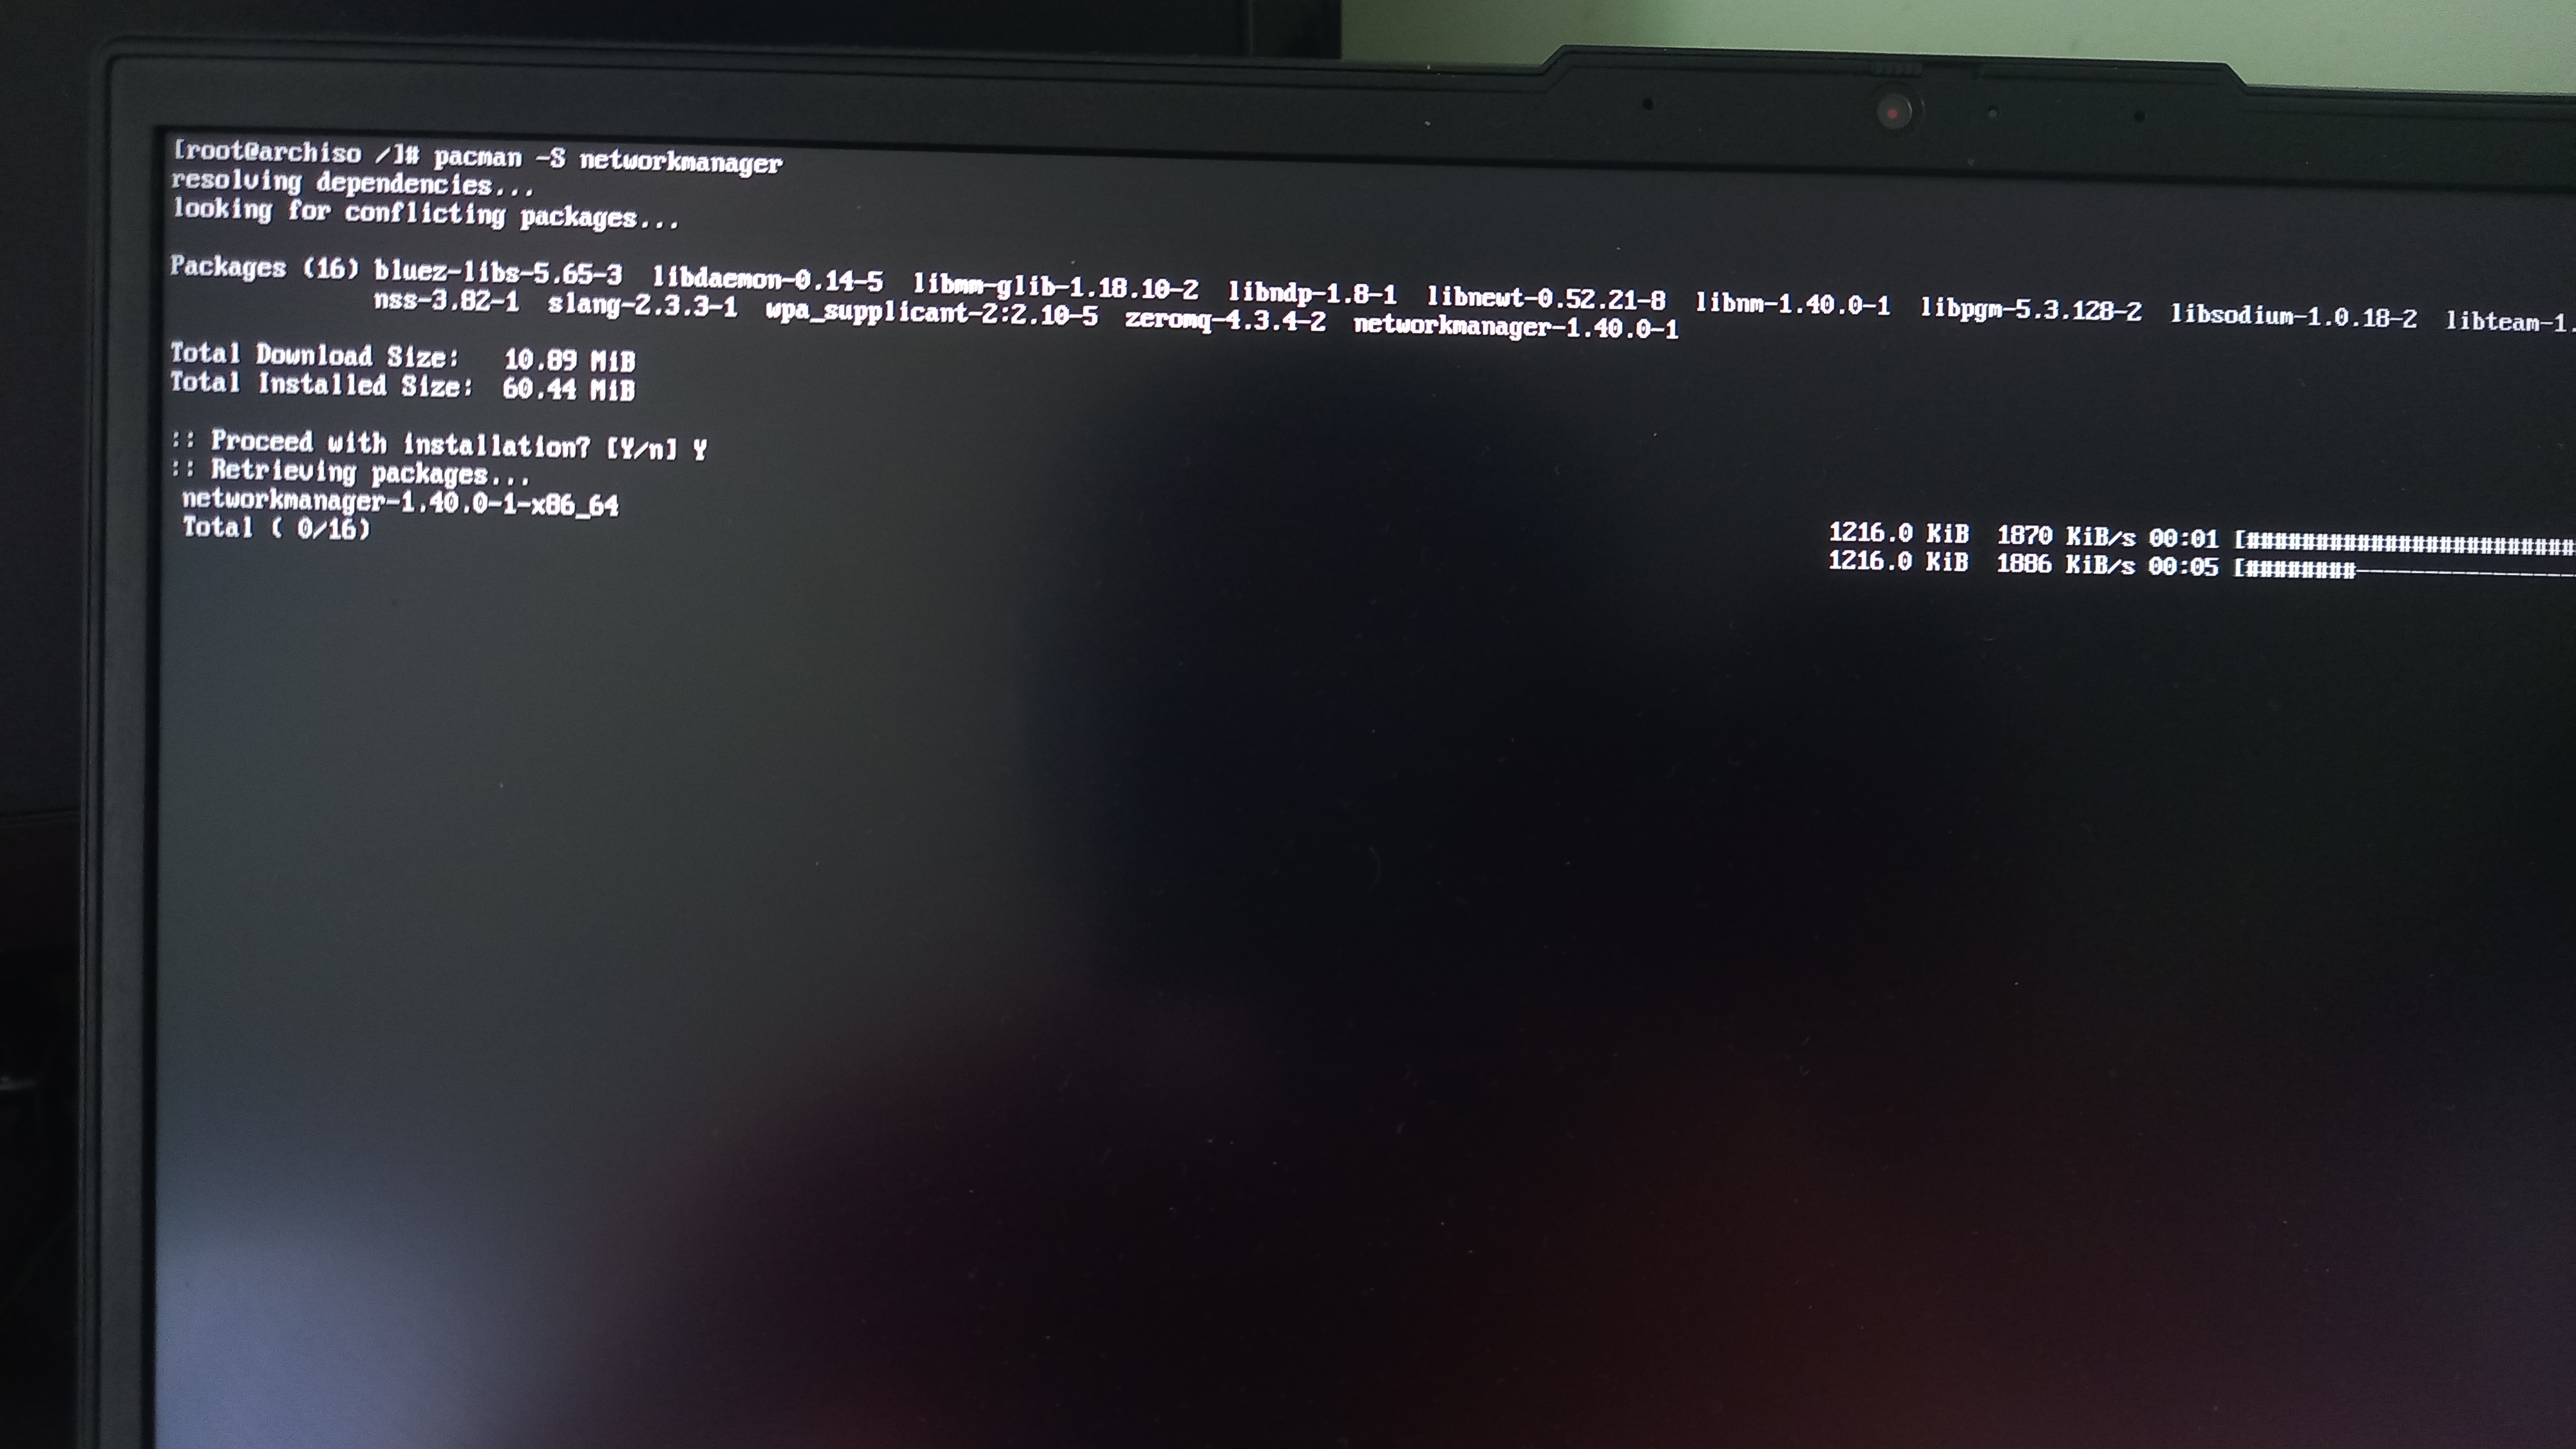 [root@archiso /]# pacman -S networkmanager
resolving dependencies...
looking for conflicting packages...
Packages (16) bluez-libs-5.65-3  libdaemon-0.14-5  libmm-glib-1.18.10-2  libndp-1.8-1  libnewt-0.52.21-8  libnm-1.40.0-1  libpgm-5.3.128-2  libsodium-1.0.18-2  libteam-1.
nss-3.82-1  slang-2.3.3-1  wpa_supplicant-2:2.10-5  zeromq-4.3.4-2  networkmanager-1.40.0-1
Total Download Size:   10.89 MiB
Total Installed Size:  60.44 MiB
:: Proceed with installation? [Y/n] Y
:: Retrieving packages...
networkmanager-1.40.0-1-x86_64 1216.0 KiB  1870 KiB/s 00:01 [########################
Total ( 0/16) 1216.0 KiB  1886 KiB/s 00:05 [########----------------